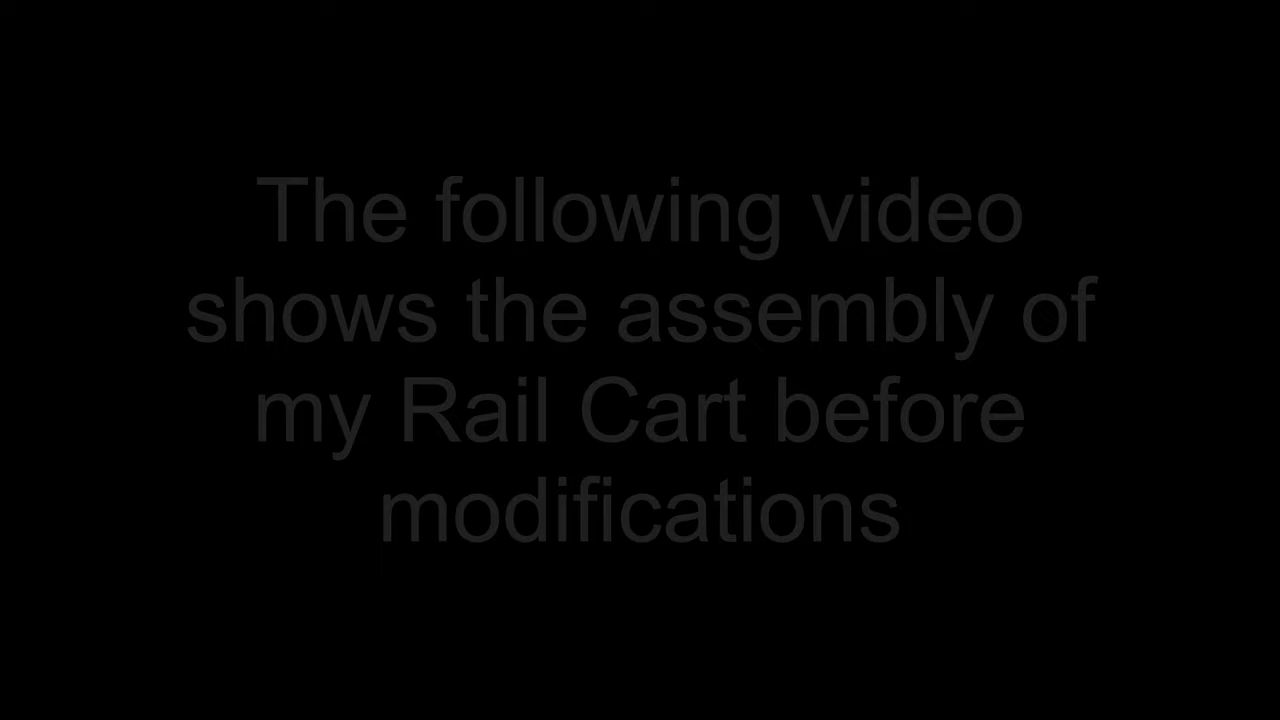 The following video
shows the assembly of
my Rail Cart before
modifications